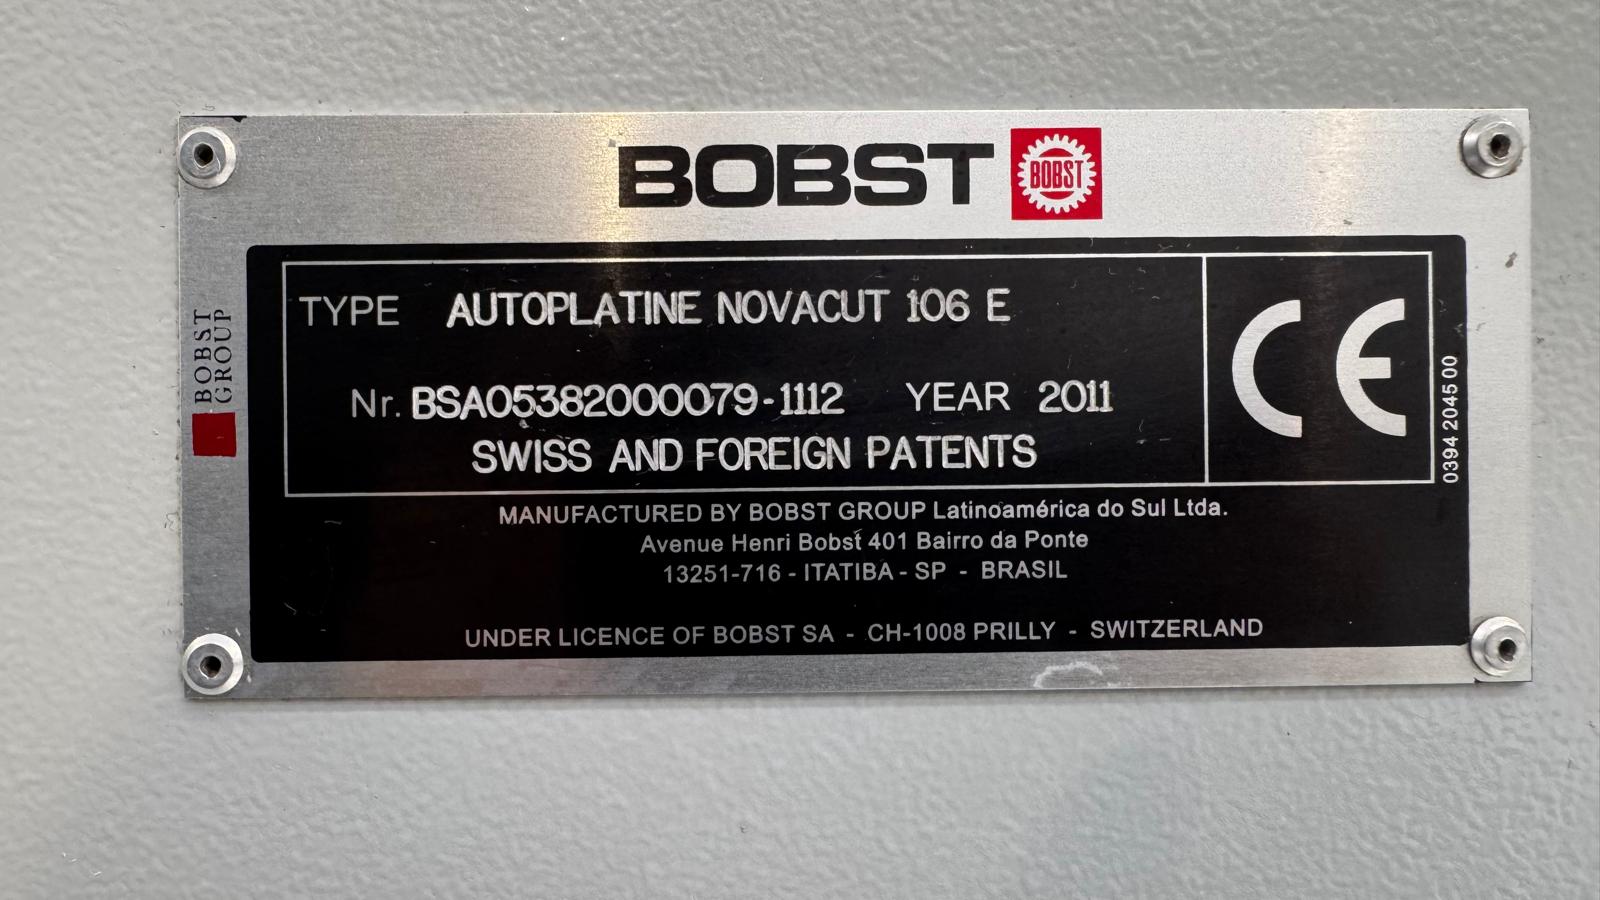 BOBST
BOBST
TYPE AUTOPLATINE NOVACUT 106 E
Nr. BSA05382000079-1112 YEAR 2011
SWISS AND FOREIGN PATENTS
CE
0394 2045 00
BOBST
GROUP
MANUFACTURED BY BOBST GROUP Latinoamérica do Sul Ltda.
Avenue Henri Bobst 401 Bairro da Ponte
13251-716 - ITATIBA - SP - BRASIL
UNDER LICENCE OF BOBST SA - CH-1008 PRILLY - SWITZERLAND